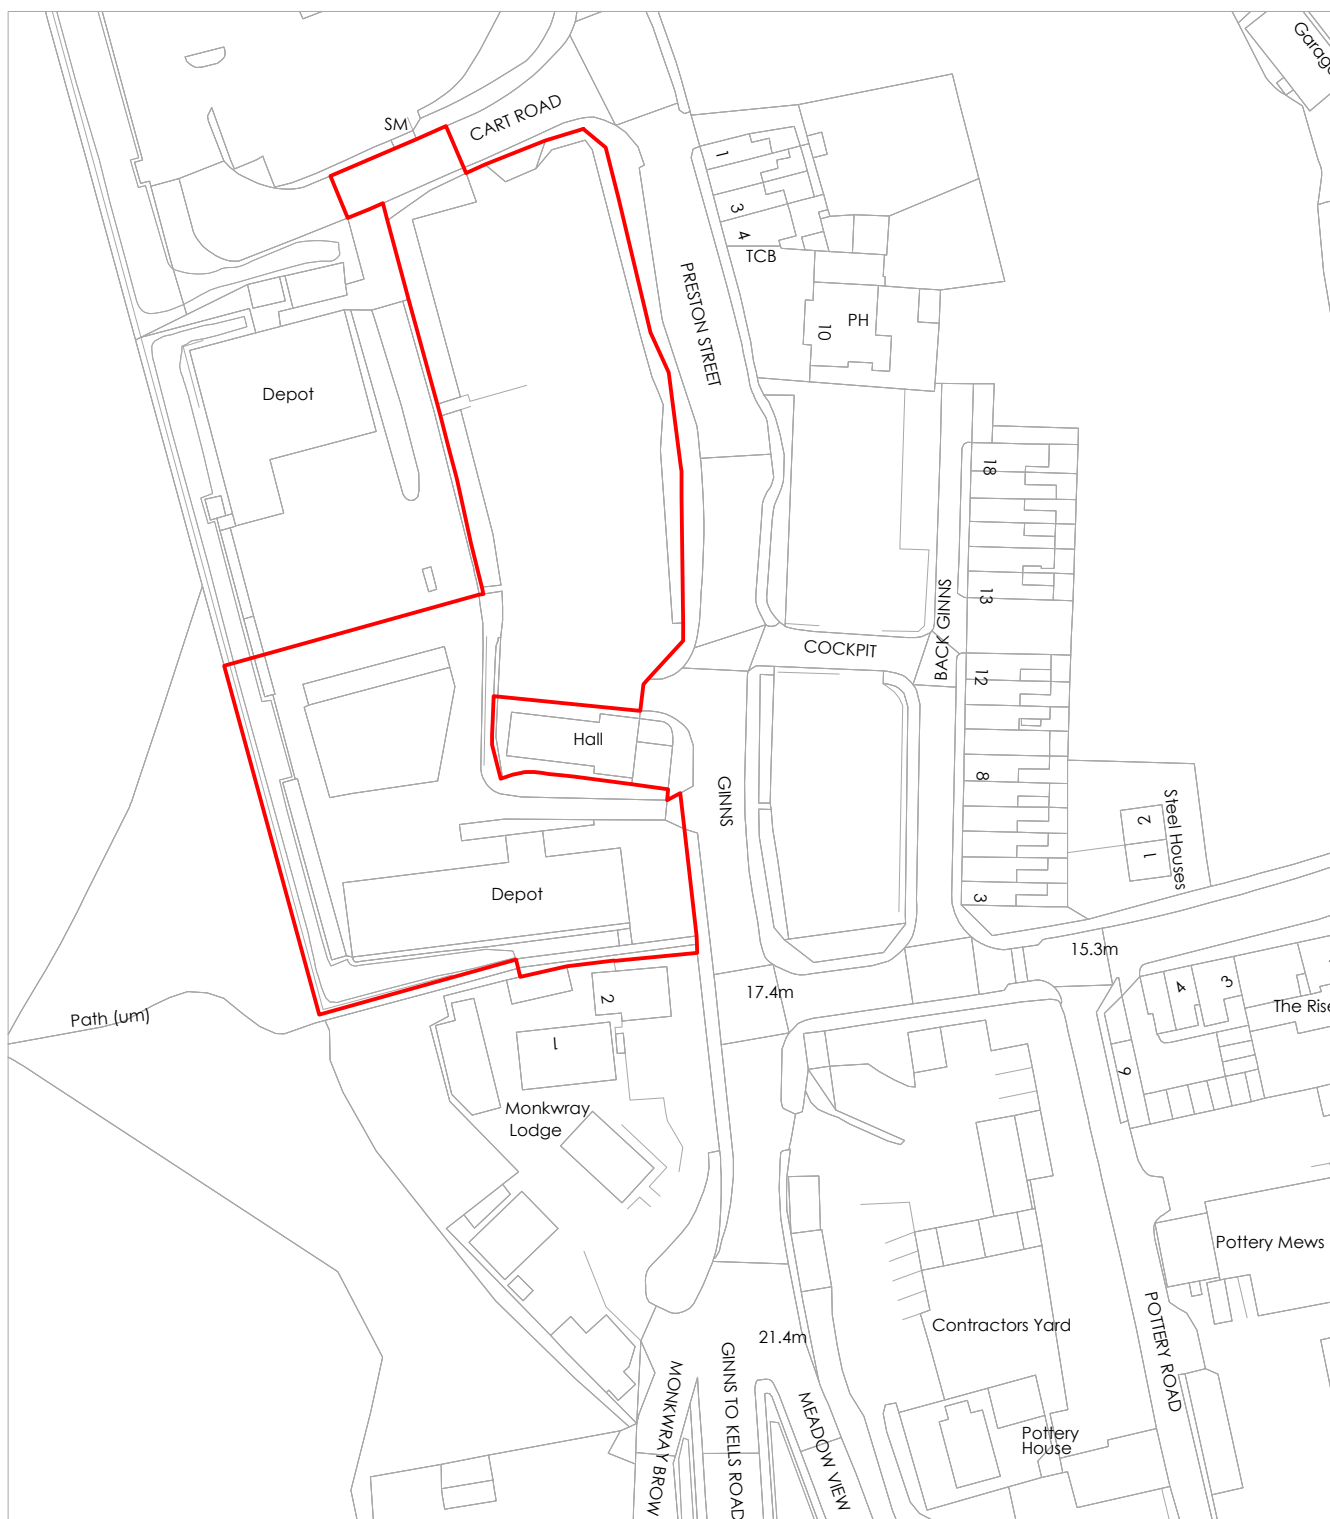 Garage
SM
CART ROAD
1
3
4
TCB
PRESTON STREET
10
PH
Depot
18
13
BACK GINNS
COCKPIT
12
Hall
8
GINNS
Steel Houses
2
1
Depot
3
15.3m
17.4m
4
3
The Rise
Path (um)
2
1
9
Monkwray
Lodge
Pottery Mews
Contractors Yard
21.4m
POTTERY ROAD
MONKWRAY BROW
GINNS TO KELLS ROAD
MEADOW VIEW
Pottery
House